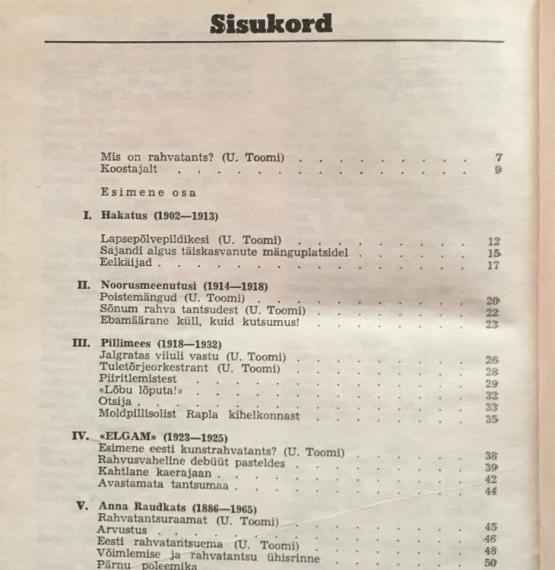 Sisukord
Mis on rahvatants? (U. Toomi) . . . . . . . . . 7
Koostajalt . . . . . . . . . . . . . 9
Esimene osa
I. Hakatus (1902—1913)
Lapsepõlvepildikesi (U. Toomi) . . . . . . . . . 12
Sajandi algus täiskasvanute mänguplatsidel . . . . . . 15
Eelkäijad . . . . . . . . . . . . . 17
II. Noorusmeenutusi (1914—1918)
Poistemängud (U. Toomi) . . . . . . . . . . 20
Sõnum rahva tantsudest (U. Toomi) . . . . . . . . 22
Ebamäärane küll, kuid kutsumus! . . . . . . . . 23
III. Pillimees (1918—1932)
Jalgratas viiuli vastu (U. Toomi) . . . . . . . . 26
Tuletõrjeorkestrant (U. Toomi) . . . . . . . . . 28
Piiritlemistest . . . . . . . . . . . . 29
«Lõbu lõputa!» . . . . . . . . . . . . 32
Otsija . . . . . . . . . . . . . . 33
Moldpillisolist Rapla kihelkonnast . . . . . . . . 35
IV. «ELGAM» (1923—1925)
Esimene eesti kunstrahvatants? (U. Toomi) . . . . . . 38
Rahvusvaheline debüüt pasteldes . . . . . . . . 39
Kahtlane kaerajaan . . . . . . . . . . . 42
Avastamata tantsumaa . . . . . . . . . . 44
V. Anna Raudkats (1886—1965)
Rahvatantsuraamat (U. Toomi) . . . . . . . . . 45
Arvustus . . . . . . . . . . . . . 46
Eesti rahvatantsuema (U. Toomi) . . . . . . . . 48
Võimlemise ja rahvatantsu ühisrinne . . . . . . . 50
Pärnu poleemika